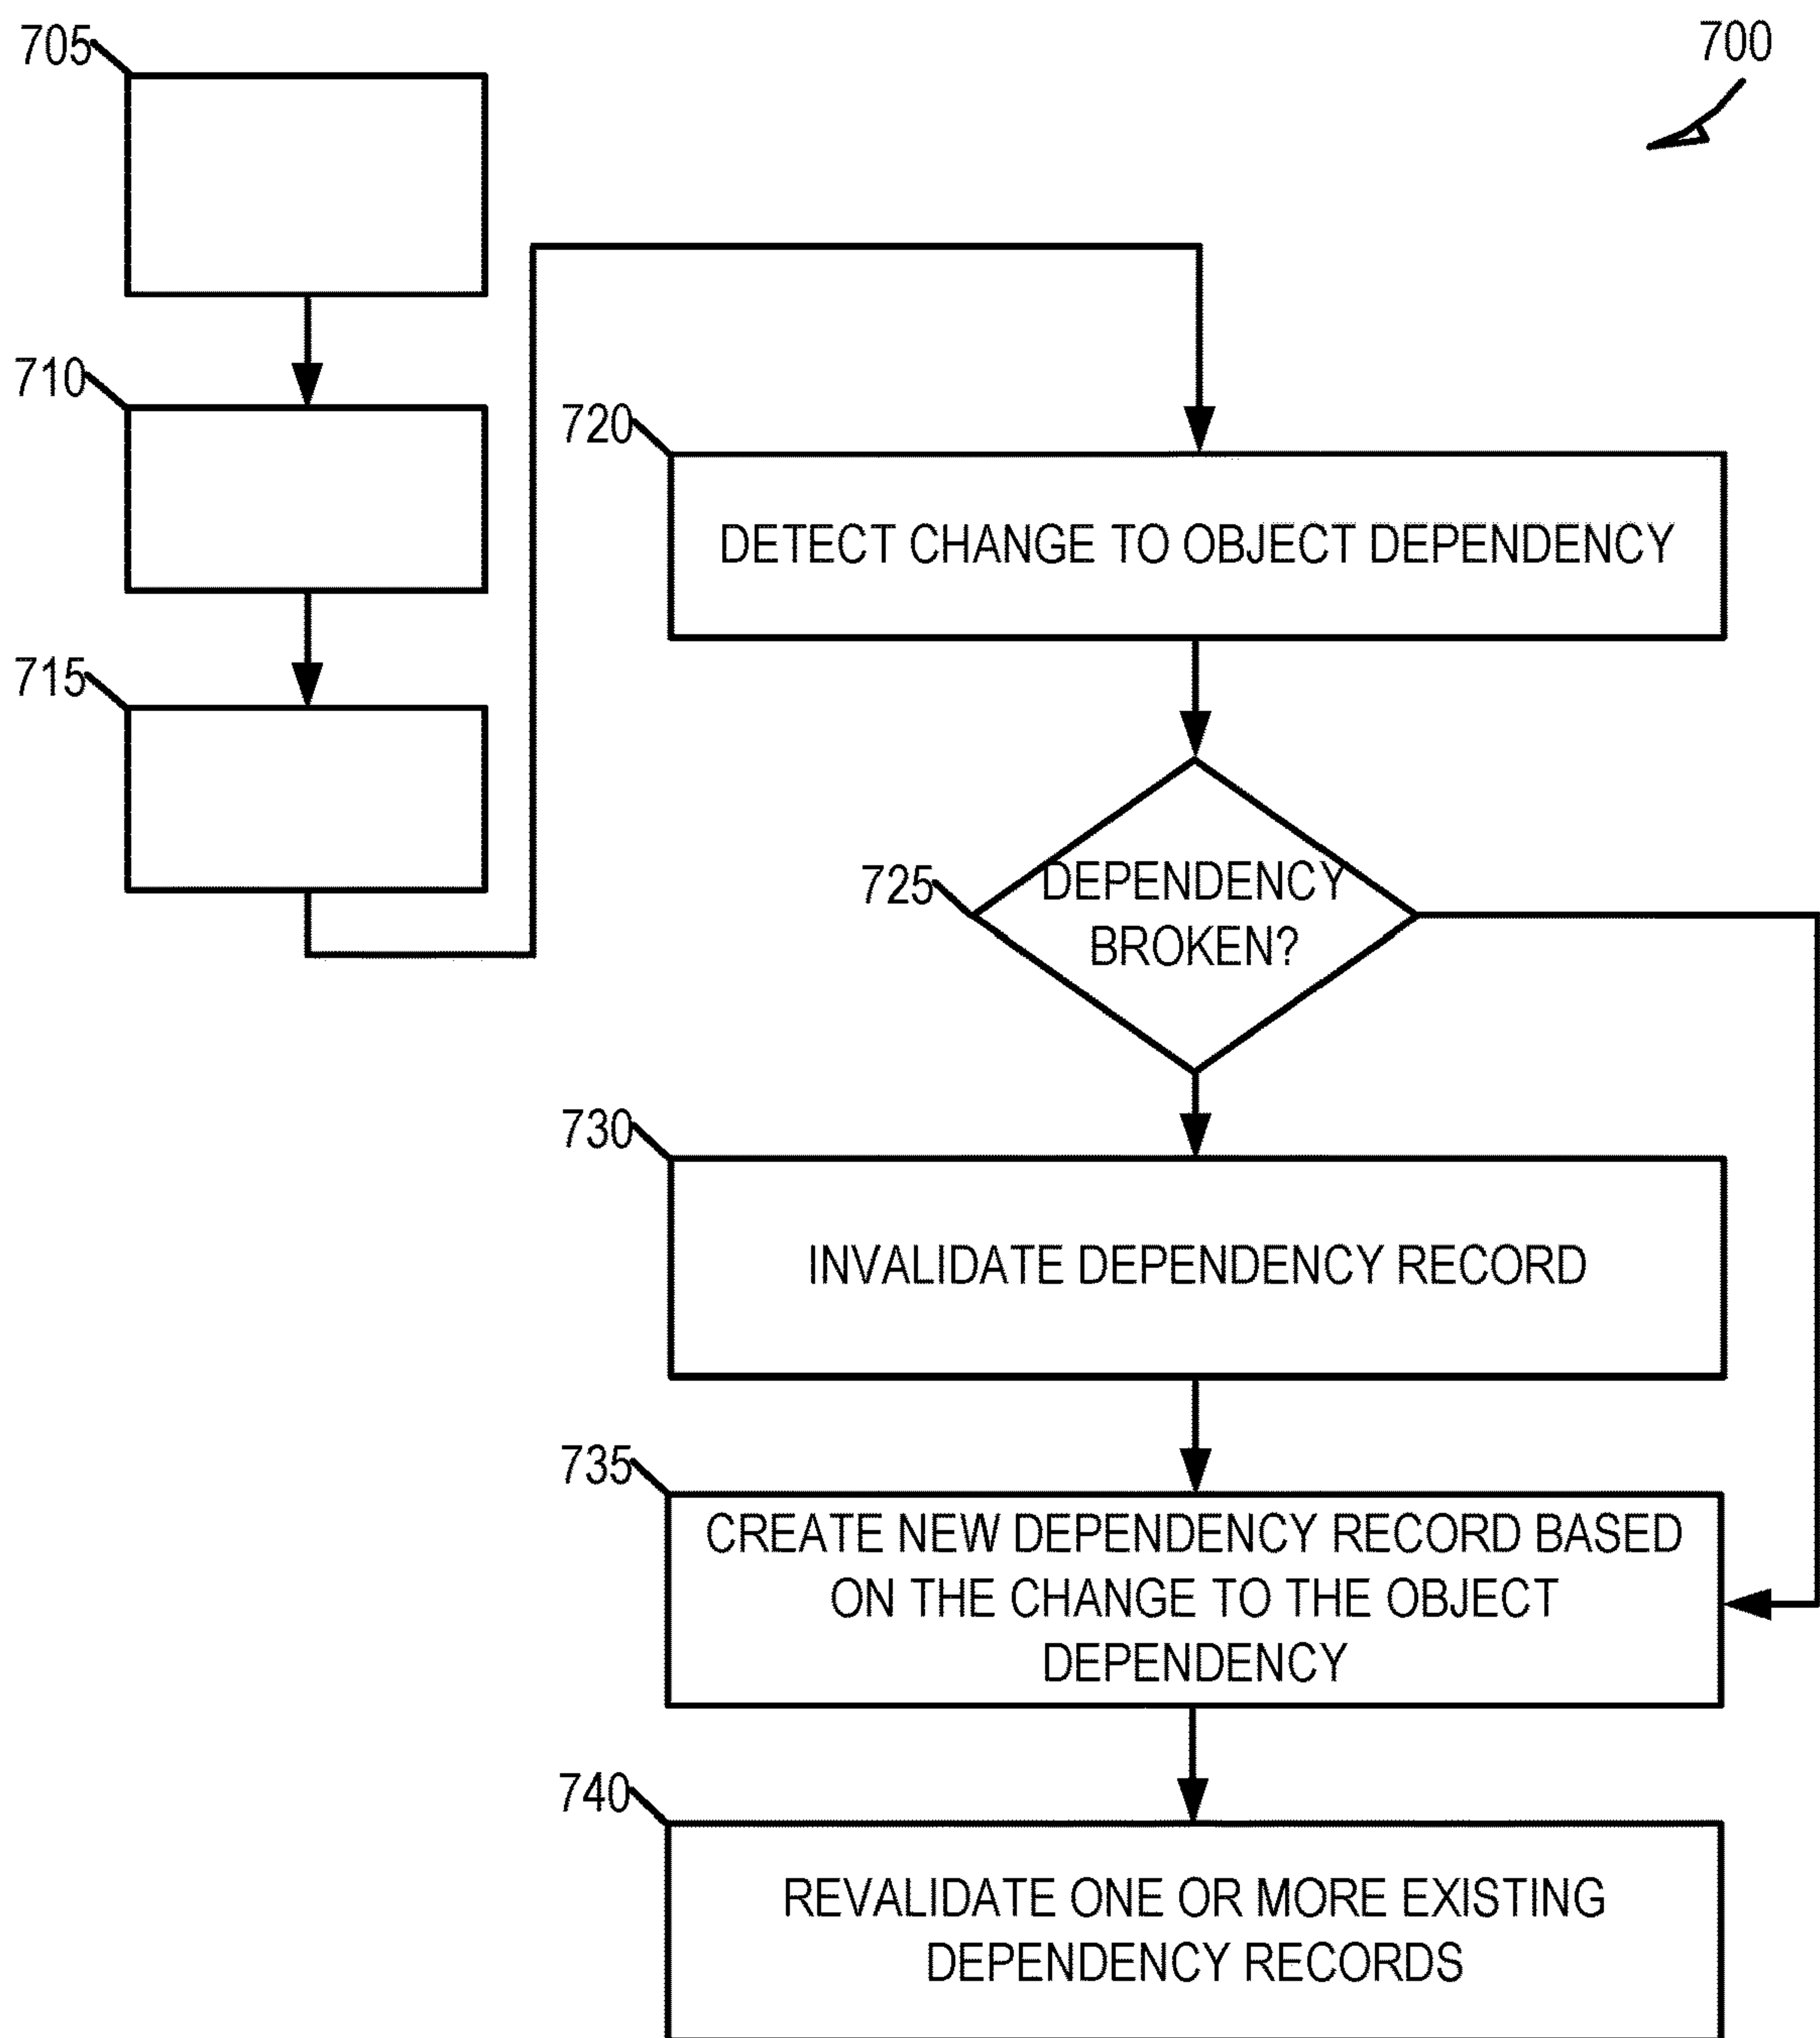 705
700
710
720
DETECT CHANGE TO OBJECT DEPENDENCY
715
725
DEPENDENCY
BROKEN?
730
INVALIDATE DEPENDENCY RECORD
735
CREATE NEW DEPENDENCY RECORD BASED
ON THE CHANGE TO THE OBJECT
DEPENDENCY
740
REVALIDATE ONE OR MORE EXISTING
DEPENDENCY RECORDS